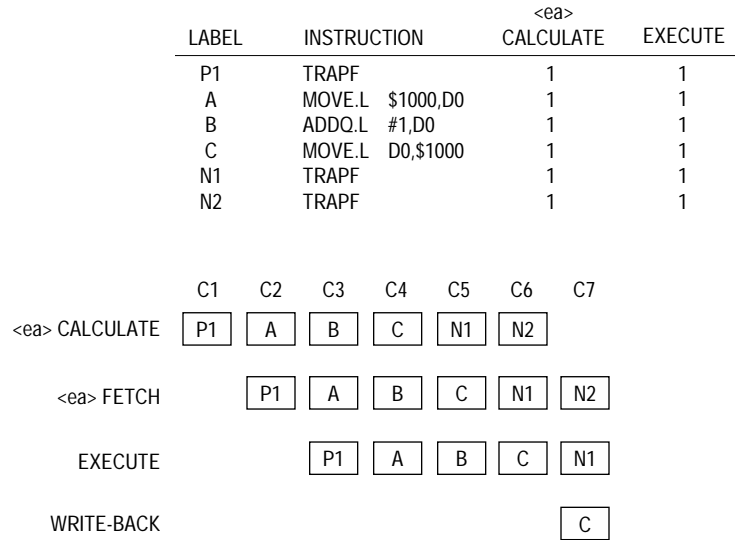 <ea>
LABEL INSTRUCTION CALCULATE EXECUTE
P1 TRAPF 1 1
A MOVE.L $1000,D0 1 1
B ADDQ.L #1,D0 1 1
C MOVE.L D0,$1000 1 1
N1 TRAPF 1 1
N2 TRAPF 1 1
C1 C2 C3 C4 C5 C6 C7
<ea> CALCULATE P1 A B C N1 N2
<ea> FETCH P1 A B C N1 N2
EXECUTE P1 A B C N1
WRITE-BACK C